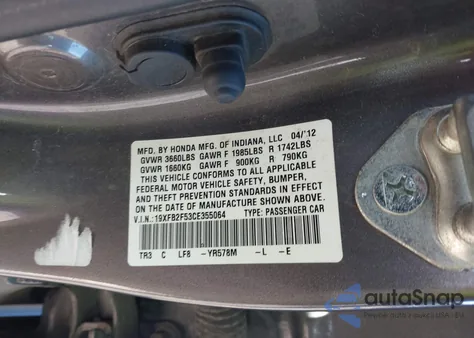 MFD. BY HONDA MFG. OF INDIANA, LLC 04/'12
GVWR 3660LBS GAWR F 1985LBS R 1742LBS
GVWR 1660KG GAWR F 900KG R 790KG
THIS VEHICLE CONFORMS TO ALL APPLICABLE
FEDERAL MOTOR VEHICLE SAFETY, BUMPER,
AND THEFT PREVENTION STANDARDS IN EFFECT
ON THE DATE OF MANUFACTURE SHOWN ABOVE.
V.I.N.: 19XFB2F53CE355064 TYPE: PASSENGER CAR
TR3 C LF8 -YR578M -L -E
autoSnap